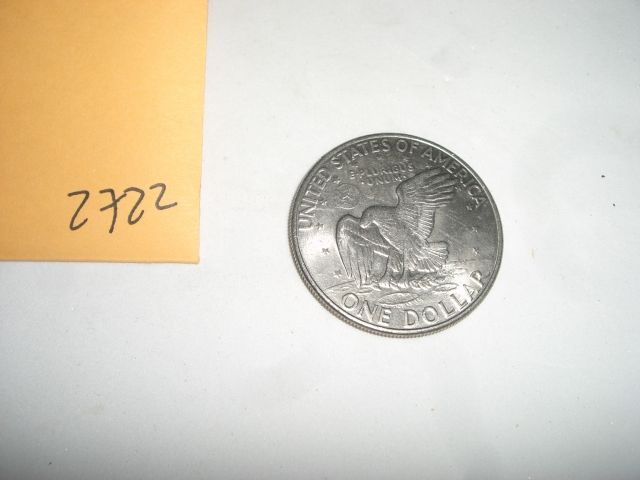 2722
UNITED STATES OF AMERICA
E PLURIBUS
UNUM
ONE DOLLAR